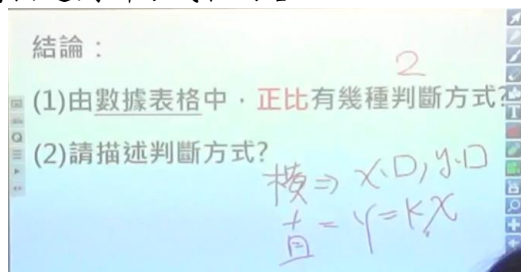 結論：
2
(1)由數據表格中，正比有幾種判斷方式?
(2)請描述判斷方式?
橫⇒ x、□, y、□
直＝ y=kx